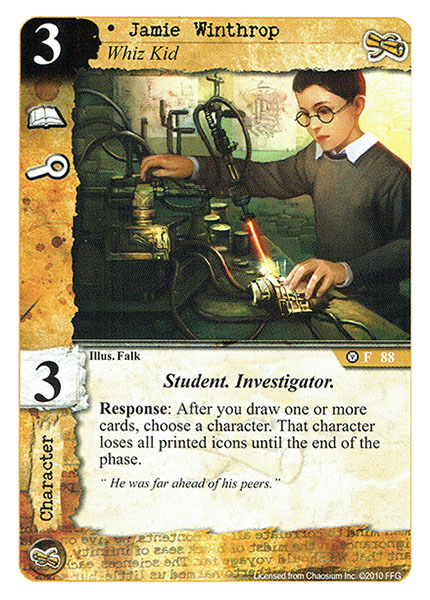 3
• Jamie Winthrop
Whiz Kid
Illus. Falk
F 88
3
Character
Student. Investigator.
Response: After you draw one or more
cards, choose a character. That character
loses all printed icons until the end of the
phase.
“ He was far ahead of his peers.”
Licensed from Chaosium Inc. ©2010 FFG